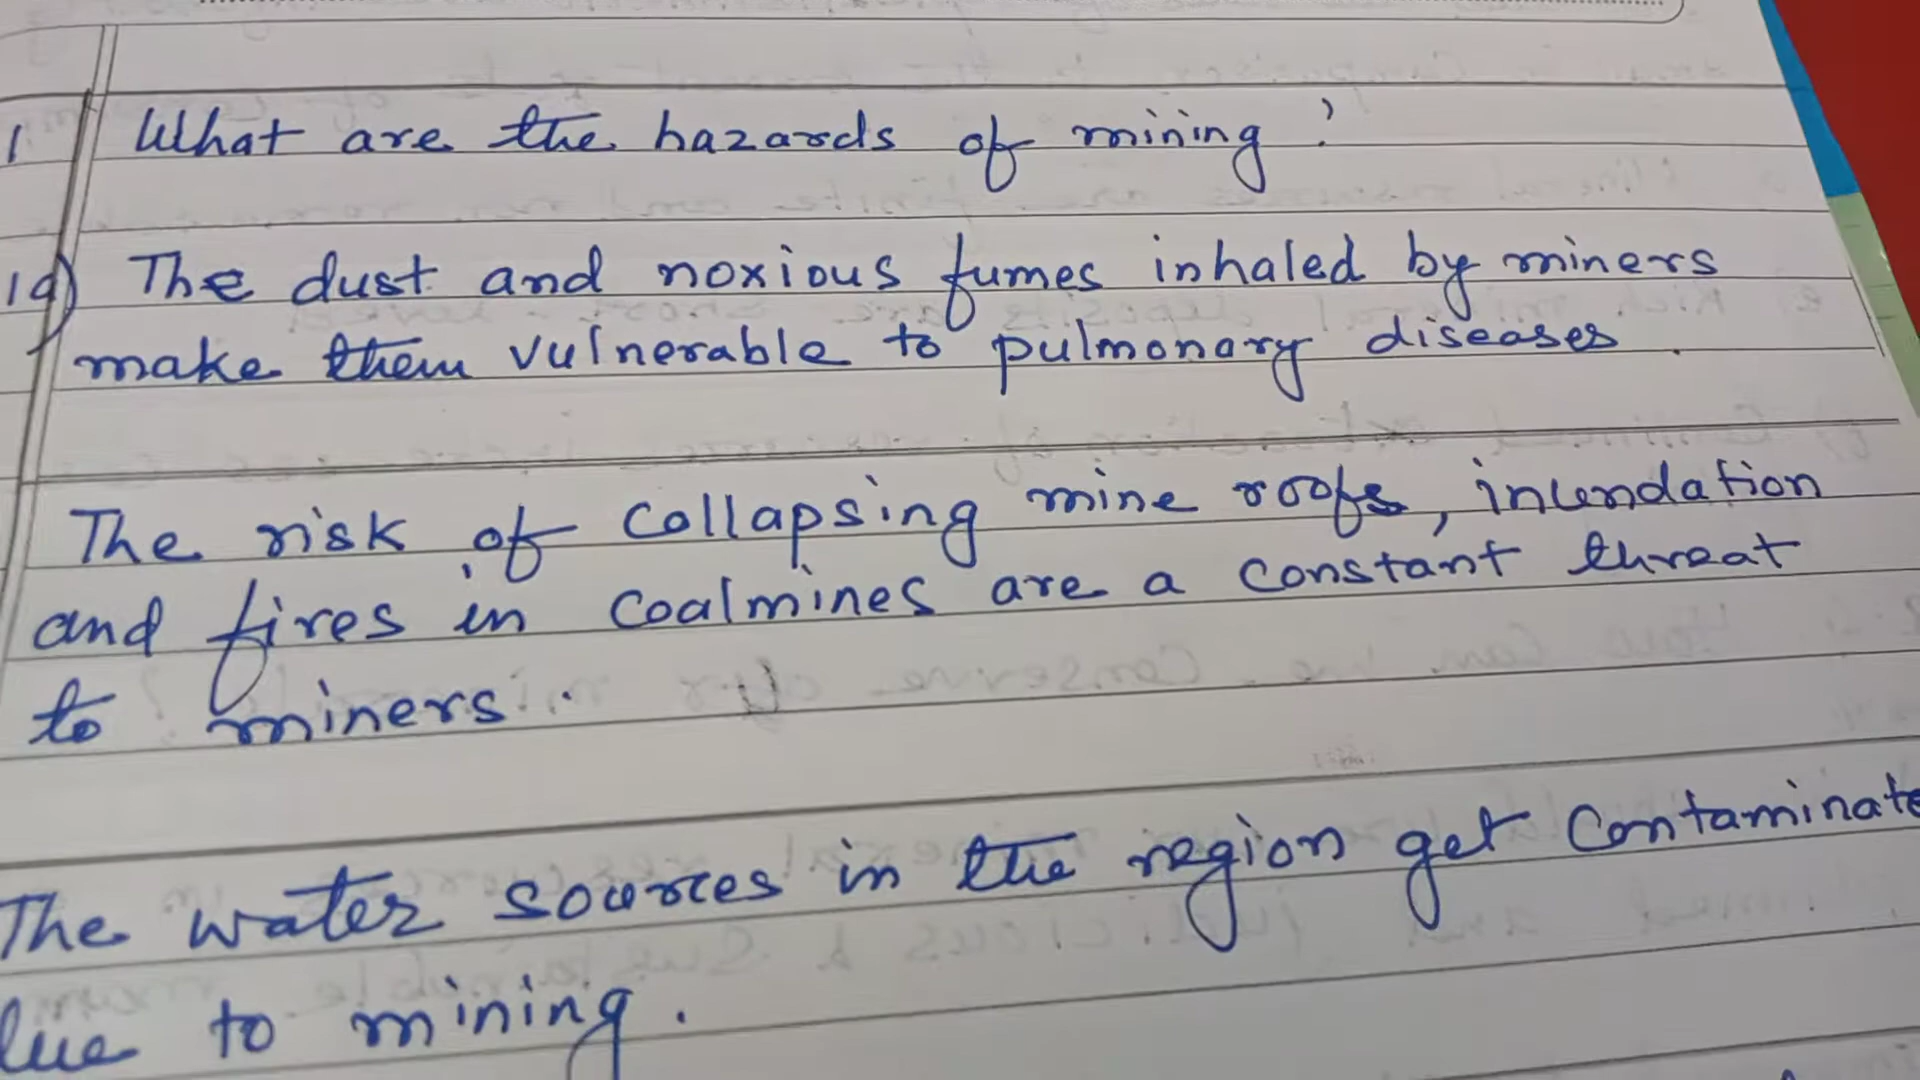 1 What are the hazards of mining ?
1a) The dust and noxious fumes inhaled by miners
make them vulnerable to pulmonary diseases.
The risk of collapsing mine roofs, inundation
and fires in coalmines are a constant threat
to miners.
The water sources in the region get contaminate
due to mining.